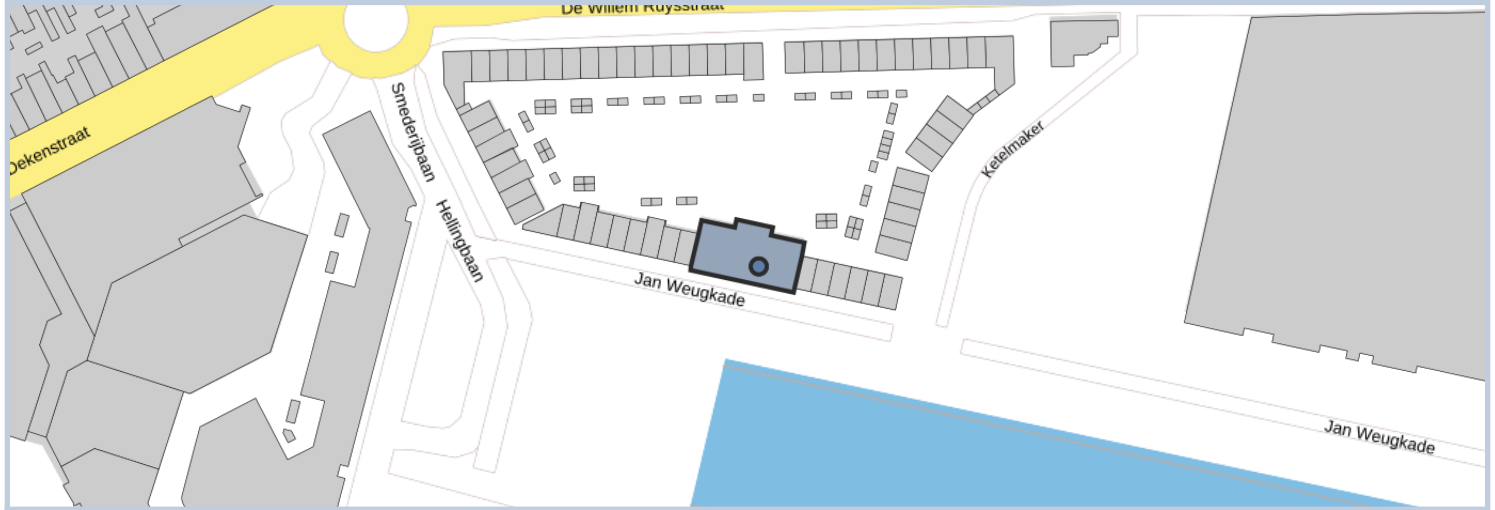 De Willem Ruysstraat
Dekenstraat
Smederijbaan
Hellingbaan
Ketelmaker
Jan Weugkade
Jan Weugkade